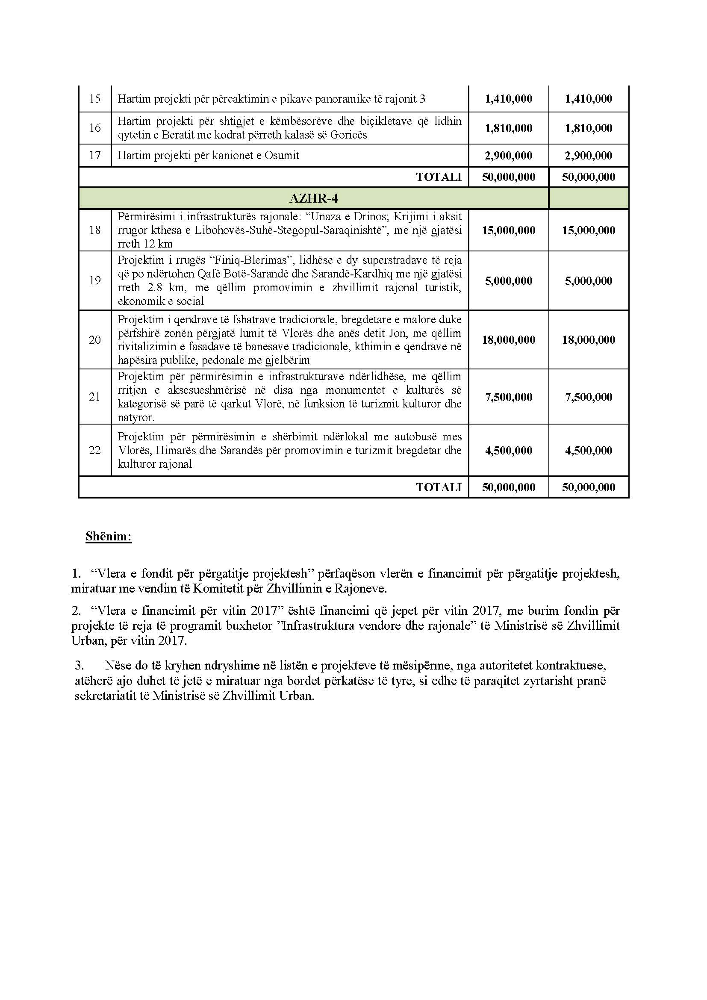 15 Hartim projekti për përcaktimin e pikave panoramike të rajonit 3 1,410,000 1,410,000
16 Hartim projekti për shtigjet e këmbësorëve dhe biçikletave që lidhin
qytetin e Beratit me kodrat përreth kalasë së Goricës 1,810,000 1,810,000
17 Hartim projekti për kanionet e Osumit 2,900,000 2,900,000
TOTALI 50,000,000 50,000,000
AZHR-4
18 Përmirësimi i infrastrukturës rajonale: “Unaza e Drinos; Krijimi i aksit
rrugor kthesa e Libohovës-Suhë-Stegopul-Saraqinishtë”, me një gjatësi
rreth 12 km 15,000,000 15,000,000
19 Projektim i rrugës “Finiq-Blerimas”, lidhëse e dy superstradave të reja
që po ndërtohen Qafë Botë-Sarandë dhe Sarandë-Kardhiq me një gjatësi
rreth 2.8 km, me qëllim promovimin e zhvillimit rajonal turistik,
ekonomik e social 5,000,000 5,000,000
20 Projektim i qendrave të fshatrave tradicionale, bregdetare e malore duke
përfshirë zonën përgjatë lumit të Vlorës dhe anës detit Jon, me qëllim
rivitalizimin e fasadave të banesave tradicionale, kthimin e qendrave në
hapësira publike, pedonale me gjelbërim 18,000,000 18,000,000
21 Projektim për përmirësimin e infrastrukturave ndërlidhëse, me qëllim
rritjen e aksesueshmërisë në disa nga monumentet e kulturës së
kategorisë së parë të qarkut Vlorë, në funksion të turizmit kulturor dhe
natyror. 7,500,000 7,500,000
22 Projektim për përmirësimin e shërbimit ndërlokal me autobusë mes
Vlorës, Himarës dhe Sarandës për promovimin e turizmit bregdetar dhe
kulturor rajonal 4,500,000 4,500,000
TOTALI 50,000,000 50,000,000
Shënim:
1. “Vlera e fondit për përgatitje projektesh” përfaqëson vlerën e financimit për përgatitje projektesh,
miratuar me vendim të Komitetit për Zhvillimin e Rajoneve.
2. “Vlera e financimit për vitin 2017” është financimi që jepet për vitin 2017, me burim fondin për
projekte të reja të programit buxhetor ”Infrastruktura vendore dhe rajonale” të Ministrisë së Zhvillimit
Urban, për vitin 2017.
3. Nëse do të kryhen ndryshime në listën e projekteve të mësipërme, nga autoritetet kontraktuese,
atëherë ajo duhet të jetë e miratuar nga bordet përkatëse të tyre, si edhe të paraqitet zyrtarisht pranë
sekretariatit të Ministrisë së Zhvillimit Urban.